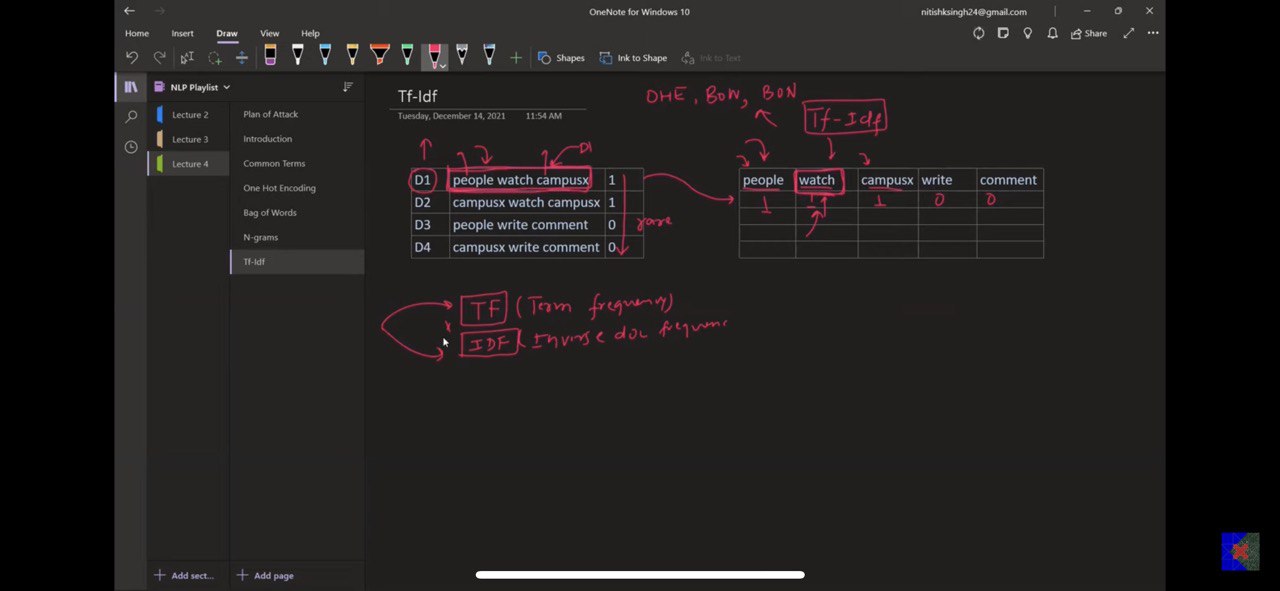 OneNote for Windows 10
nitishksingh24@gmail.com
Home Insert Draw View Help
Share
Shapes
Ink to Shape
Ink to Text
NLP Playlist
Lecture 2
Lecture 3
Lecture 4
Plan of Attack
Introduction
Common Terms
One Hot Encoding
Bag of Words
N-grams
Tf-Idf
Add sect...
Add page
Tf-Idf
Tuesday, December 14, 2021 11:54 AM
OHE, BOW, BON
Tf-Idf
D1
D1 people watch campusx 1
D2 campusx watch campusx 1
D3 people write comment 0
D4 campusx write comment 0
rare
people watch campusx write comment
1 1 1 0 0
TF (Term frequency)
x
IDF (Inverse doc frequenc